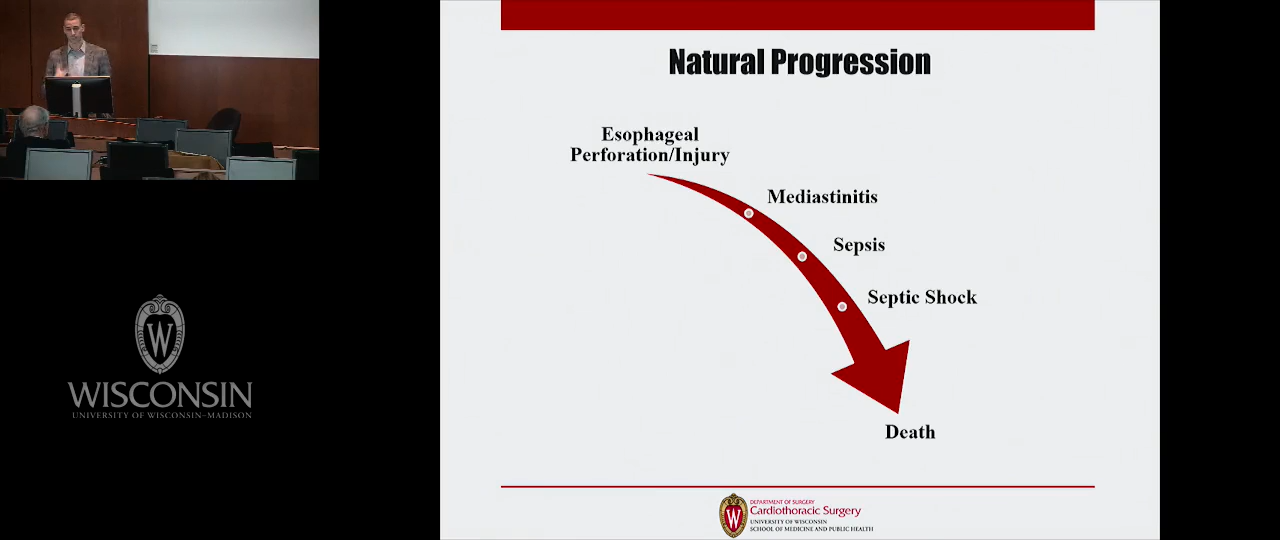 Natural Progression
Esophageal
Perforation/Injury
Mediastinitis
Sepsis
Septic Shock
Death
W
WISCONSIN
UNIVERSITY OF WISCONSIN–MADISON
W
DEPARTMENT OF SURGERY
Cardiothoracic Surgery
UNIVERSITY OF WISCONSIN
SCHOOL OF MEDICINE AND PUBLIC HEALTH